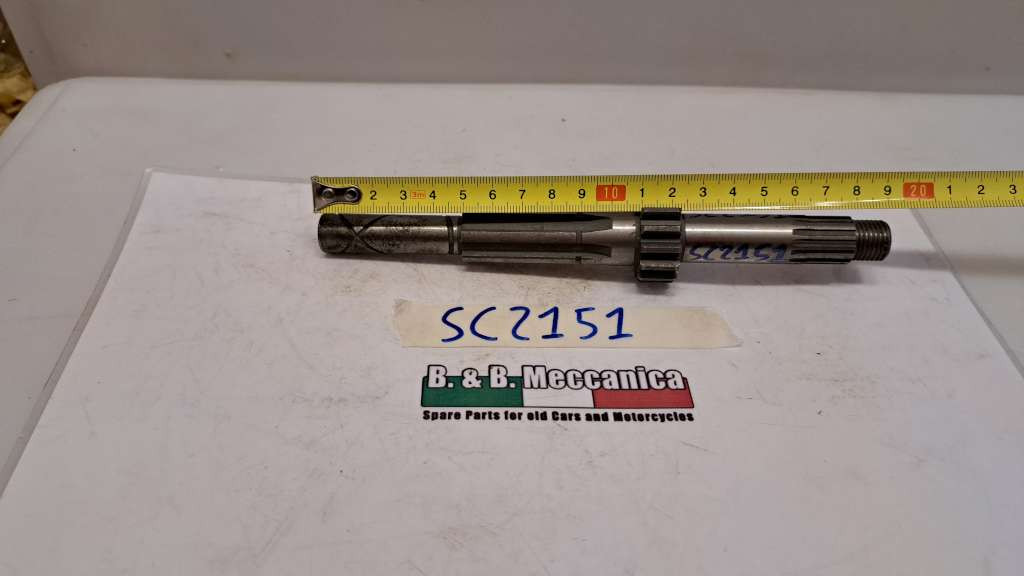 2 3 3m 4 5 6 7 8 9 10 1 2 3 4 5 6 7 8 9 20 1 2 3
SC2151
SC2151
B. & B. Meccanica
Spare Parts for old Cars and Motorcycles